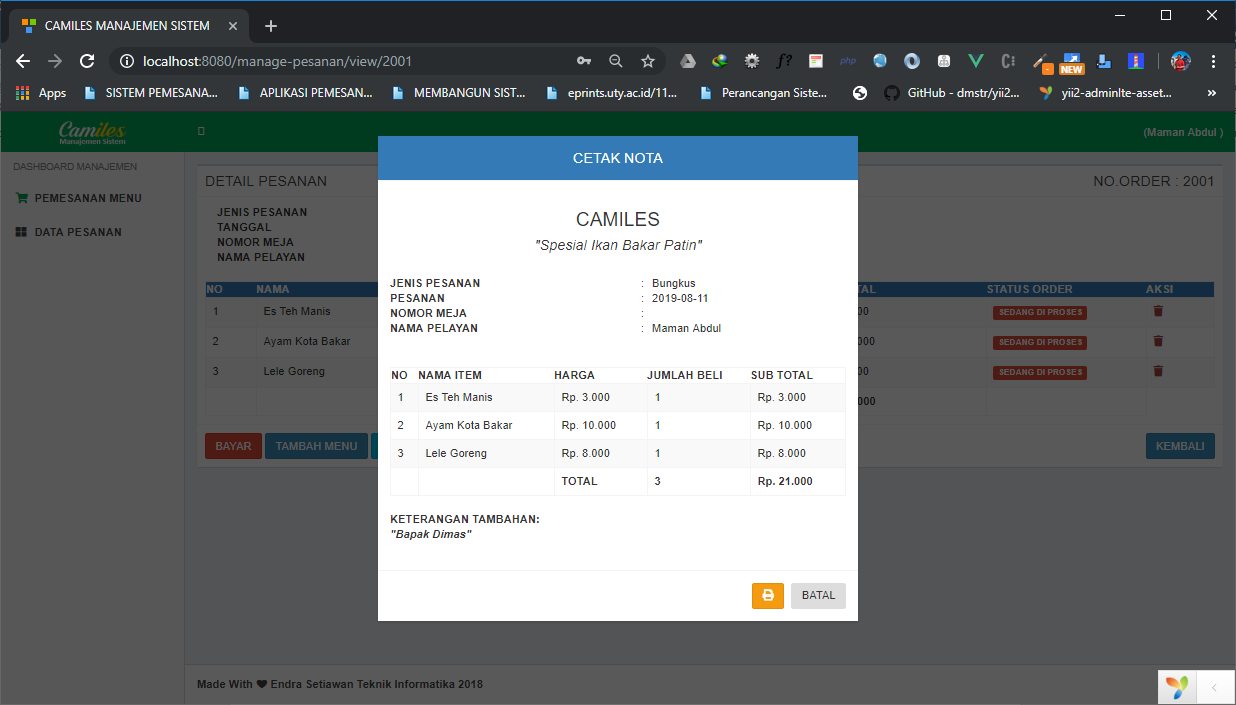 CAMILES MANAJEMEN SISTEM
localhost:8080/manage-pesanan/view/2001
f?
php
C
NEW
Apps
SISTEM PEMESANA...
APLIKASI PEMESAN...
MEMBANGUN SIST...
eprints.uty.ac.id/11...
Perancangan Siste...
GitHub - dmstr/yii2...
yii2-adminlte-asset...
»
Camiles
Manajemen Sistem
(Maman Abdul )
DASHBOARD MANAJEMEN
PEMESANAN MENU
DATA PESANAN
DETAIL PESANAN
NO.ORDER : 2001
JENIS PESANAN
TANGGAL
NOMOR MEJA
NAMA PELAYAN
NO NAMA TAL STATUS ORDER AKSI
1 Es Teh Manis 00 SEDANG DI PROSES
2 Ayam Kota Bakar 000 SEDANG DI PROSES
3 Lele Goreng 00 SEDANG DI PROSES
000
BAYAR TAMBAH MENU KEMBALI
CETAK NOTA
CAMILES
"Spesial Ikan Bakar Patin"
JENIS PESANAN : Bungkus
PESANAN : 2019-08-11
NOMOR MEJA :
NAMA PELAYAN : Maman Abdul
NO NAMA ITEM HARGA JUMLAH BELI SUB TOTAL
1 Es Teh Manis Rp. 3.000 1 Rp. 3.000
2 Ayam Kota Bakar Rp. 10.000 1 Rp. 10.000
3 Lele Goreng Rp. 8.000 1 Rp. 8.000
TOTAL 3 Rp. 21.000
KETERANGAN TAMBAHAN:
"Bapak Dimas"
BATAL
Made With ❤ Endra Setiawan Teknik Informatika 2018